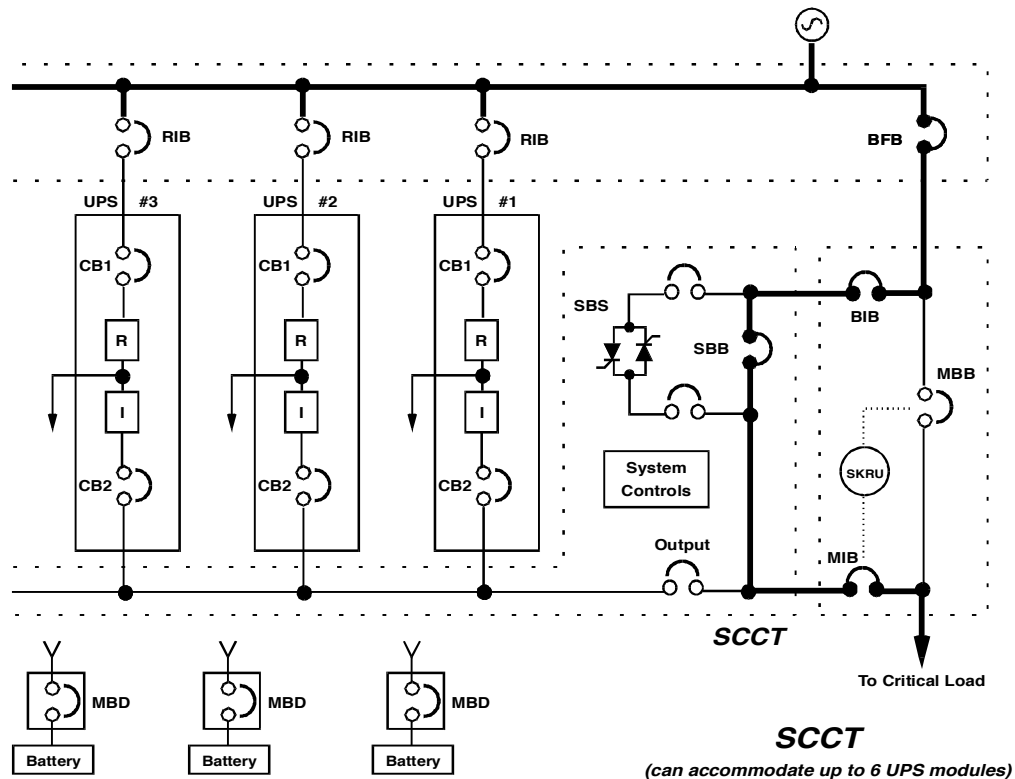 RIB
RIB
RIB
BFB
UPS #3
UPS #2
UPS #1
CB1
CB1
CB1
SBS
SBB
BIB
R
R
R
MBB
I
I
I
System
Controls
SKRU
CB2
CB2
CB2
Output
MIB
SCCT
MBD
MBD
MBD
To Critical Load
Battery
Battery
Battery
SCCT
(can accommodate up to 6 UPS modules)